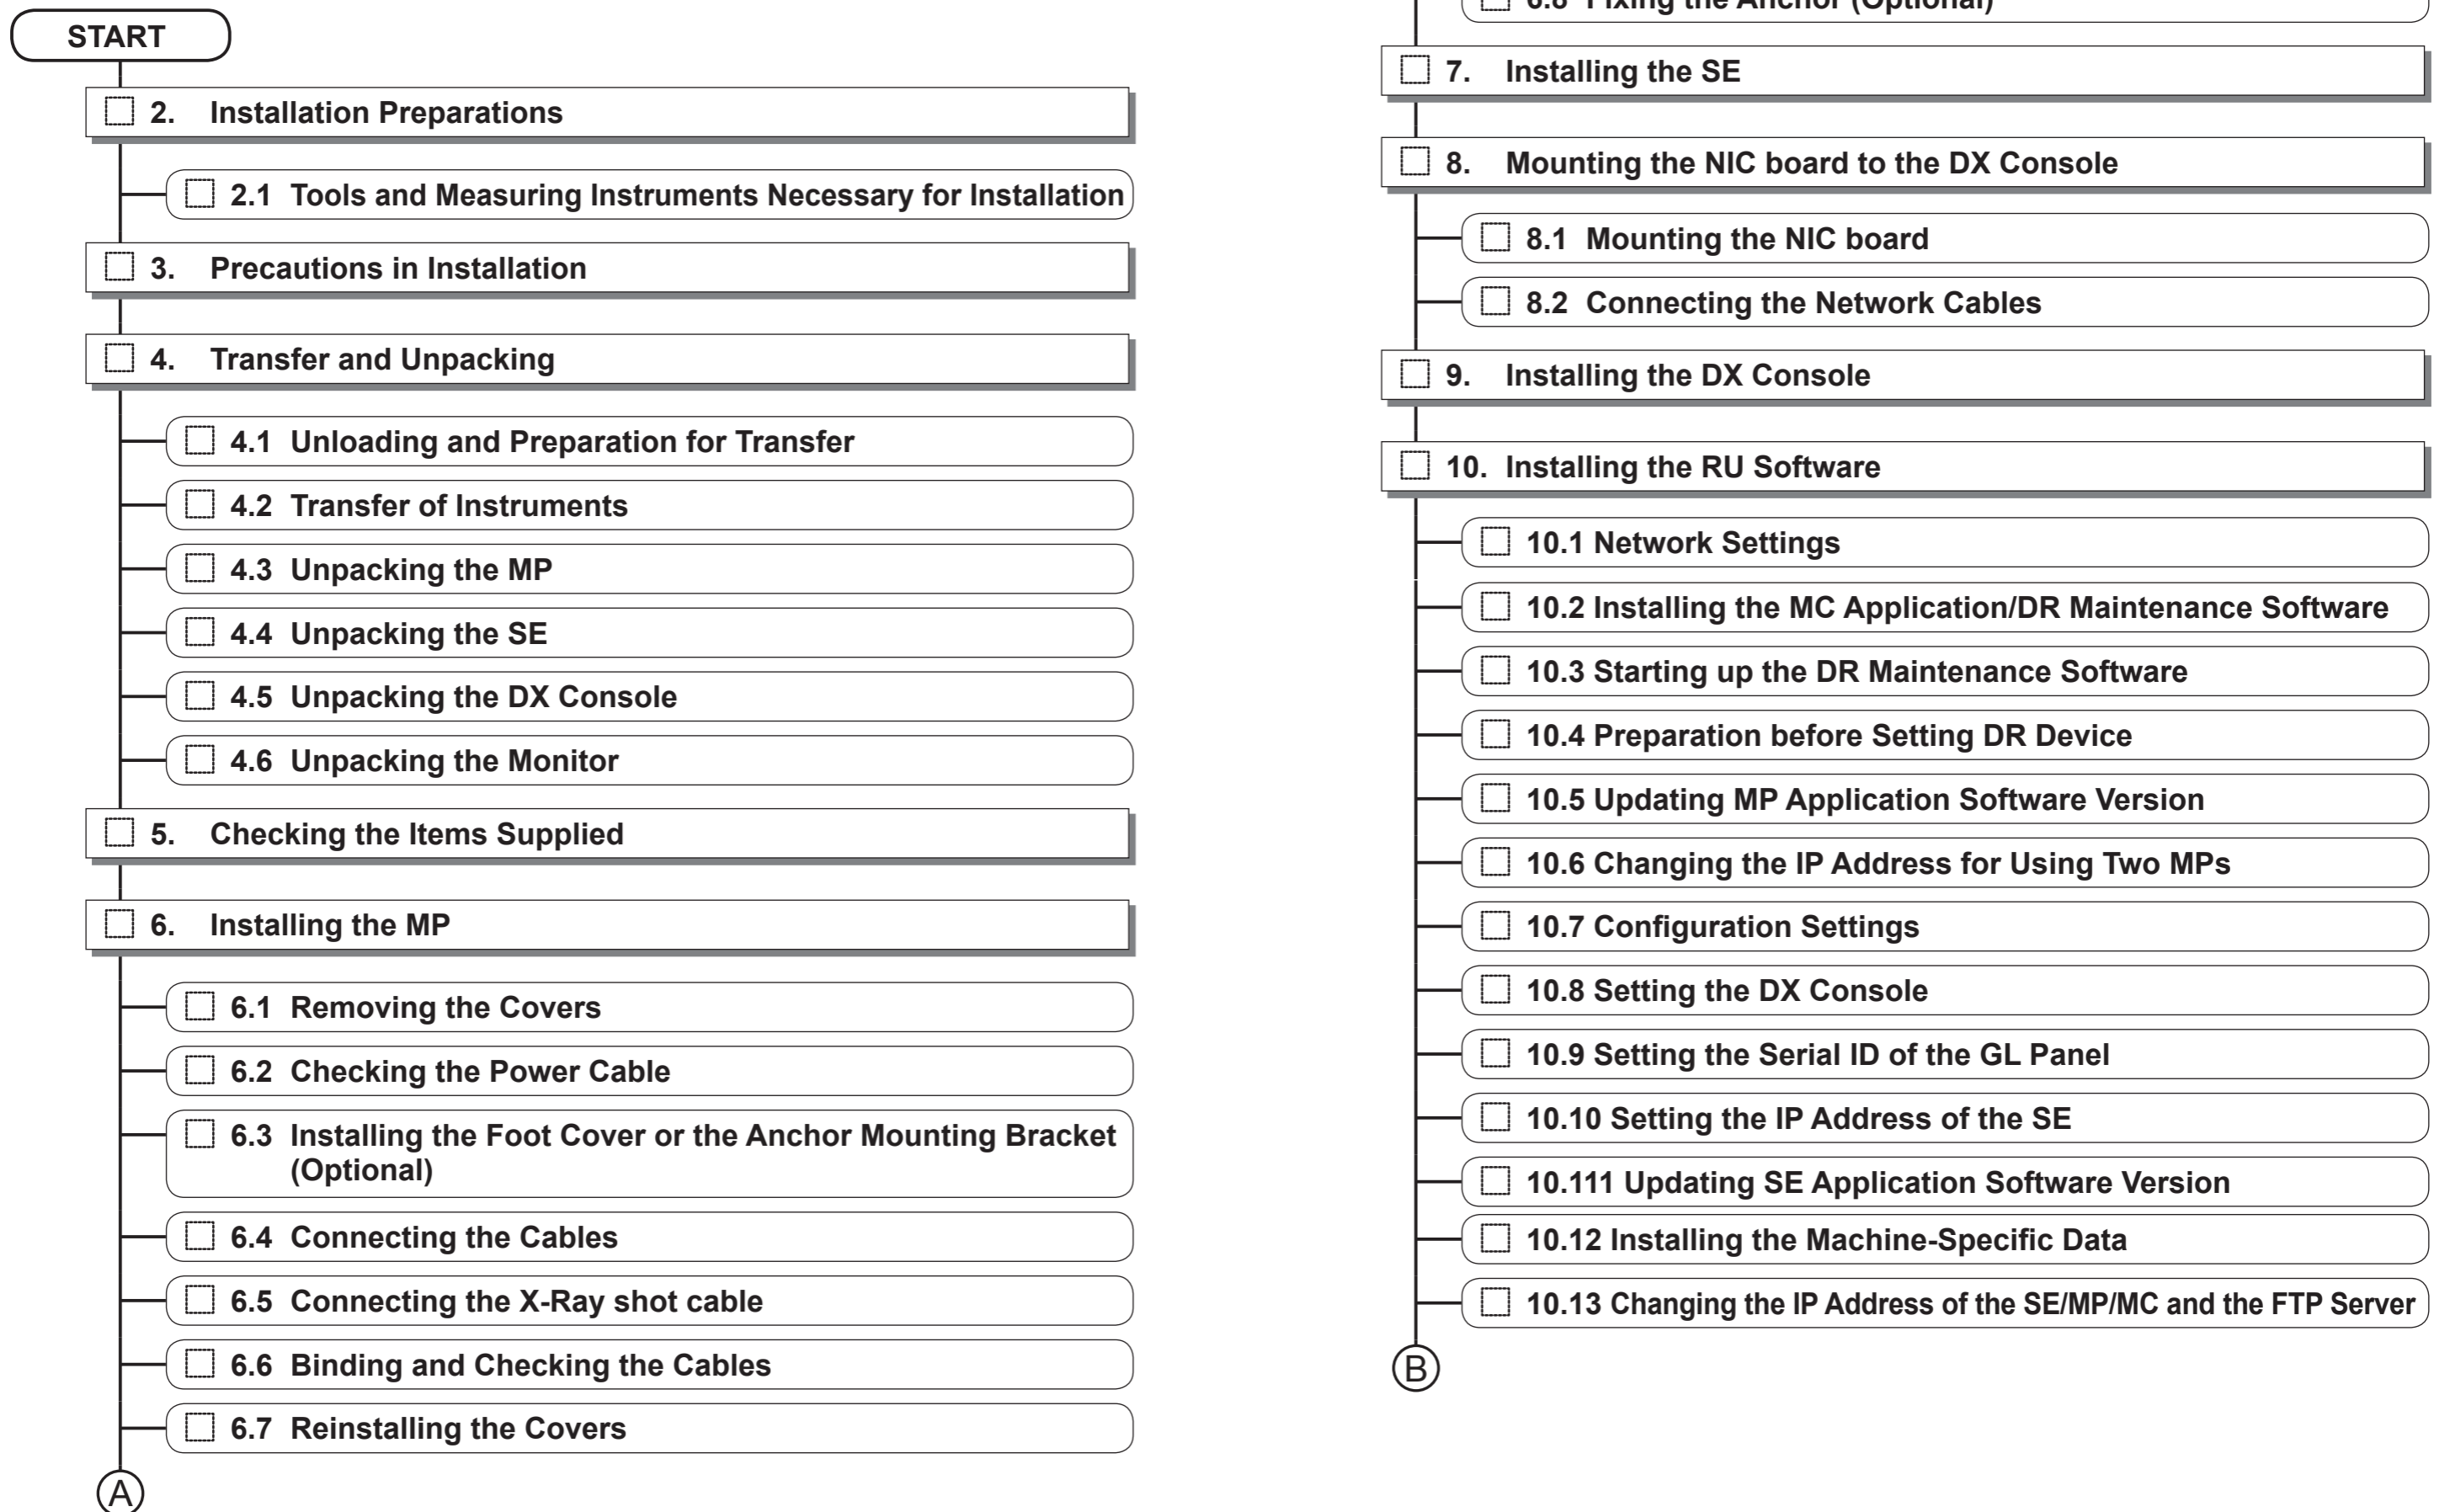 START
2. Installation Preparations
2.1 Tools and Measuring Instruments Necessary for Installation
3. Precautions in Installation
4. Transfer and Unpacking
4.1 Unloading and Preparation for Transfer
4.2 Transfer of Instruments
4.3 Unpacking the MP
4.4 Unpacking the SE
4.5 Unpacking the DX Console
4.6 Unpacking the Monitor
5. Checking the Items Supplied
6. Installing the MP
6.1 Removing the Covers
6.2 Checking the Power Cable
6.3 Installing the Foot Cover or the Anchor Mounting Bracket
(Optional)
6.4 Connecting the Cables
6.5 Connecting the X-Ray shot cable
6.6 Binding and Checking the Cables
6.7 Reinstalling the Covers
A
6.8 Fixing the Anchor (Optional)
7. Installing the SE
8. Mounting the NIC board to the DX Console
8.1 Mounting the NIC board
8.2 Connecting the Network Cables
9. Installing the DX Console
10. Installing the RU Software
10.1 Network Settings
10.2 Installing the MC Application/DR Maintenance Software
10.3 Starting up the DR Maintenance Software
10.4 Preparation before Setting DR Device
10.5 Updating MP Application Software Version
10.6 Changing the IP Address for Using Two MPs
10.7 Configuration Settings
10.8 Setting the DX Console
10.9 Setting the Serial ID of the GL Panel
10.10 Setting the IP Address of the SE
10.111 Updating SE Application Software Version
10.12 Installing the Machine-Specific Data
10.13 Changing the IP Address of the SE/MP/MC and the FTP Server
B